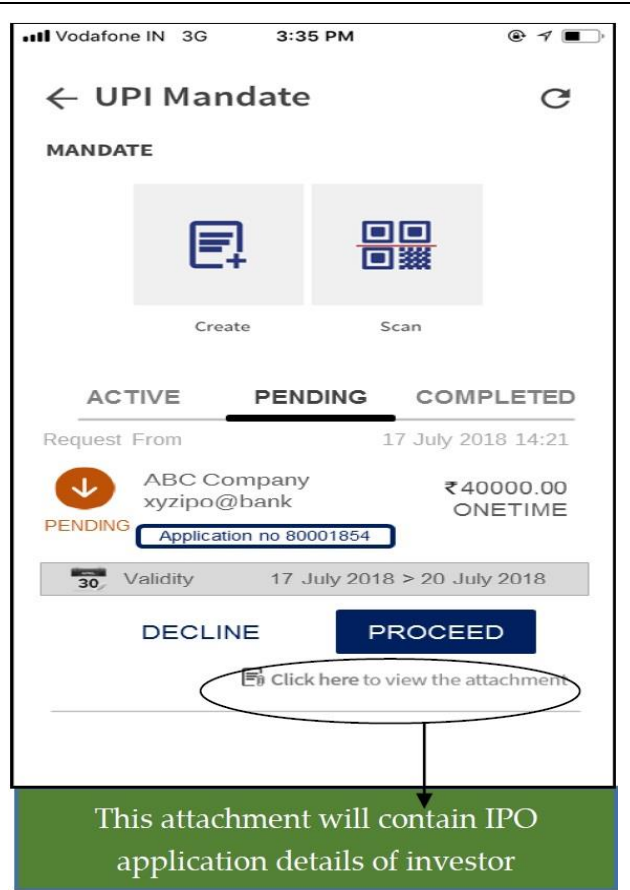 Vodafone IN 3G 3:35 PM
← UPI Mandate
MANDATE
Create Scan
ACTIVE PENDING COMPLETED
Request From 17 July 2018 14:21
ABC Company ₹40000.00
xyzipo@bank ONETIME
PENDING
Application no 80001854
30 Validity 17 July 2018 > 20 July 2018
DECLINE PROCEED
Click here to view the attachment
This attachment will contain IPO
application details of investor